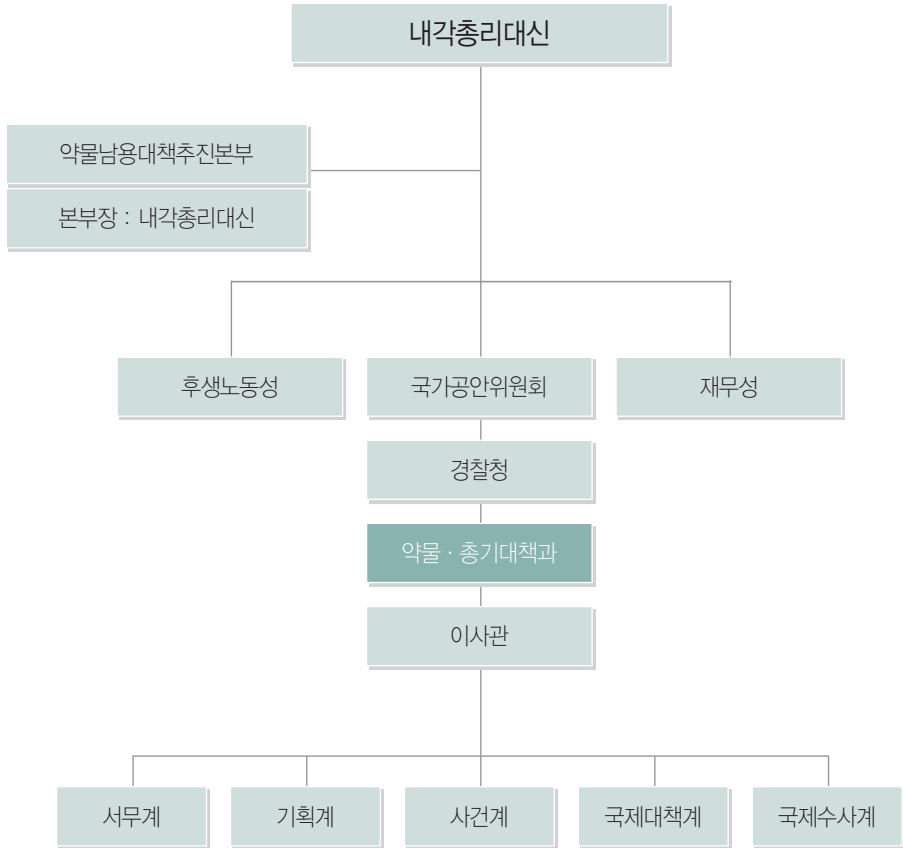 내각총리대신
약물남용대책추진본부
본부장 : 내각총리대신
후생노동성
국가공안위원회
재무성
경찰청
약물 · 총기대책과
이사관
서무계
기획계
사건계
국제대책계
국제수사계